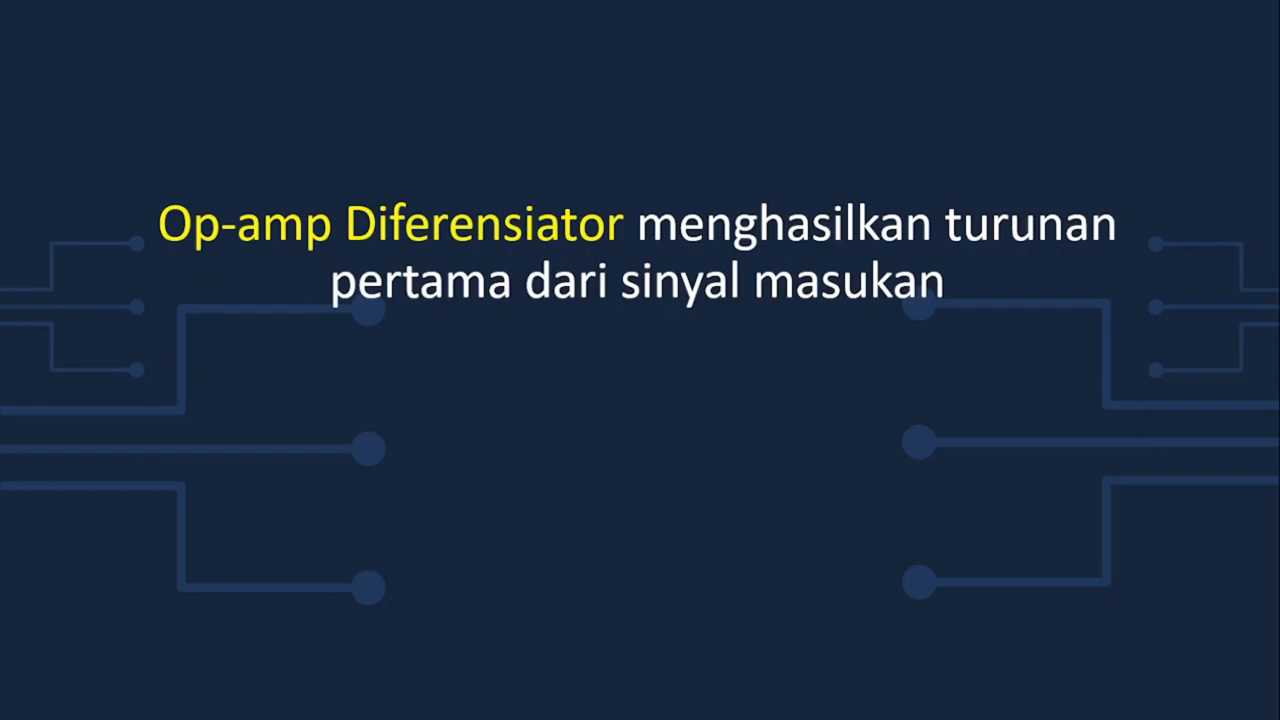 Op-amp Diferensiator menghasilkan turunan
pertama dari sinyal masukan